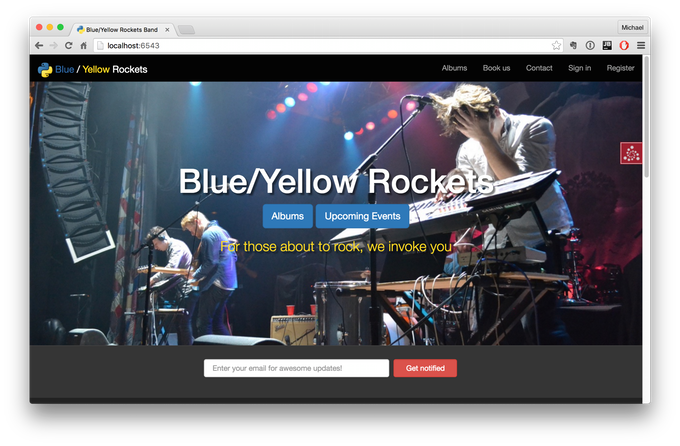 Blue/Yellow Rockets Band
Michael
localhost:6543
Blue / Yellow Rockets
Albums
Book us
Contact
Sign in
Register
Blue/Yellow Rockets
Albums
Upcoming Events
For those about to rock, we invoke you
Enter your email for awesome updates!
Get notified